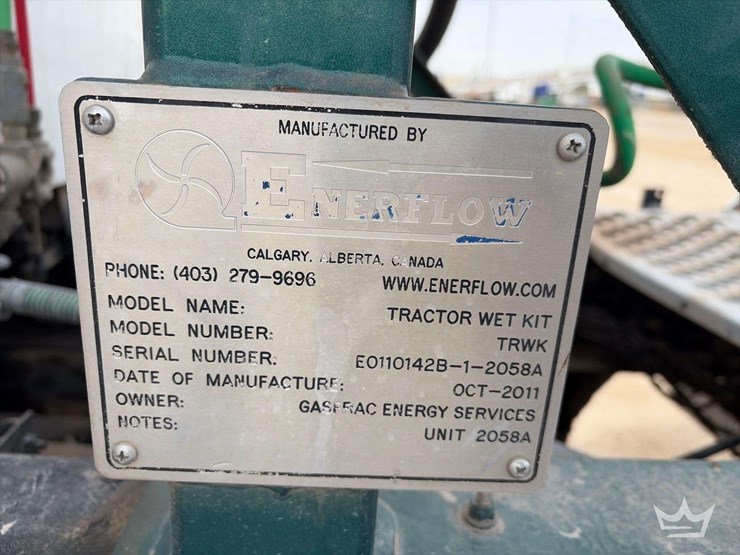 MANUFACTURED BY
ENERFLOW
CALGARY, ALBERTA, CANADA
PHONE: (403) 279-9696 WWW.ENERFLOW.COM
MODEL NAME: TRACTOR WET KIT
MODEL NUMBER: TRWK
SERIAL NUMBER: E0110142B-1-2058A
DATE OF MANUFACTURE: OCT-2011
OWNER: GASFRAC ENERGY SERVICES
NOTES: UNIT 2058A